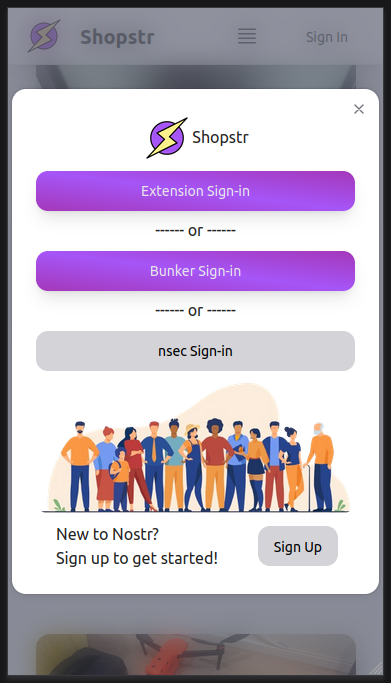 Shopstr
Sign In
Shopstr
Extension Sign-in
------ or ------
Bunker Sign-in
------ or ------
nsec Sign-in
New to Nostr?
Sign up to get started!
Sign Up